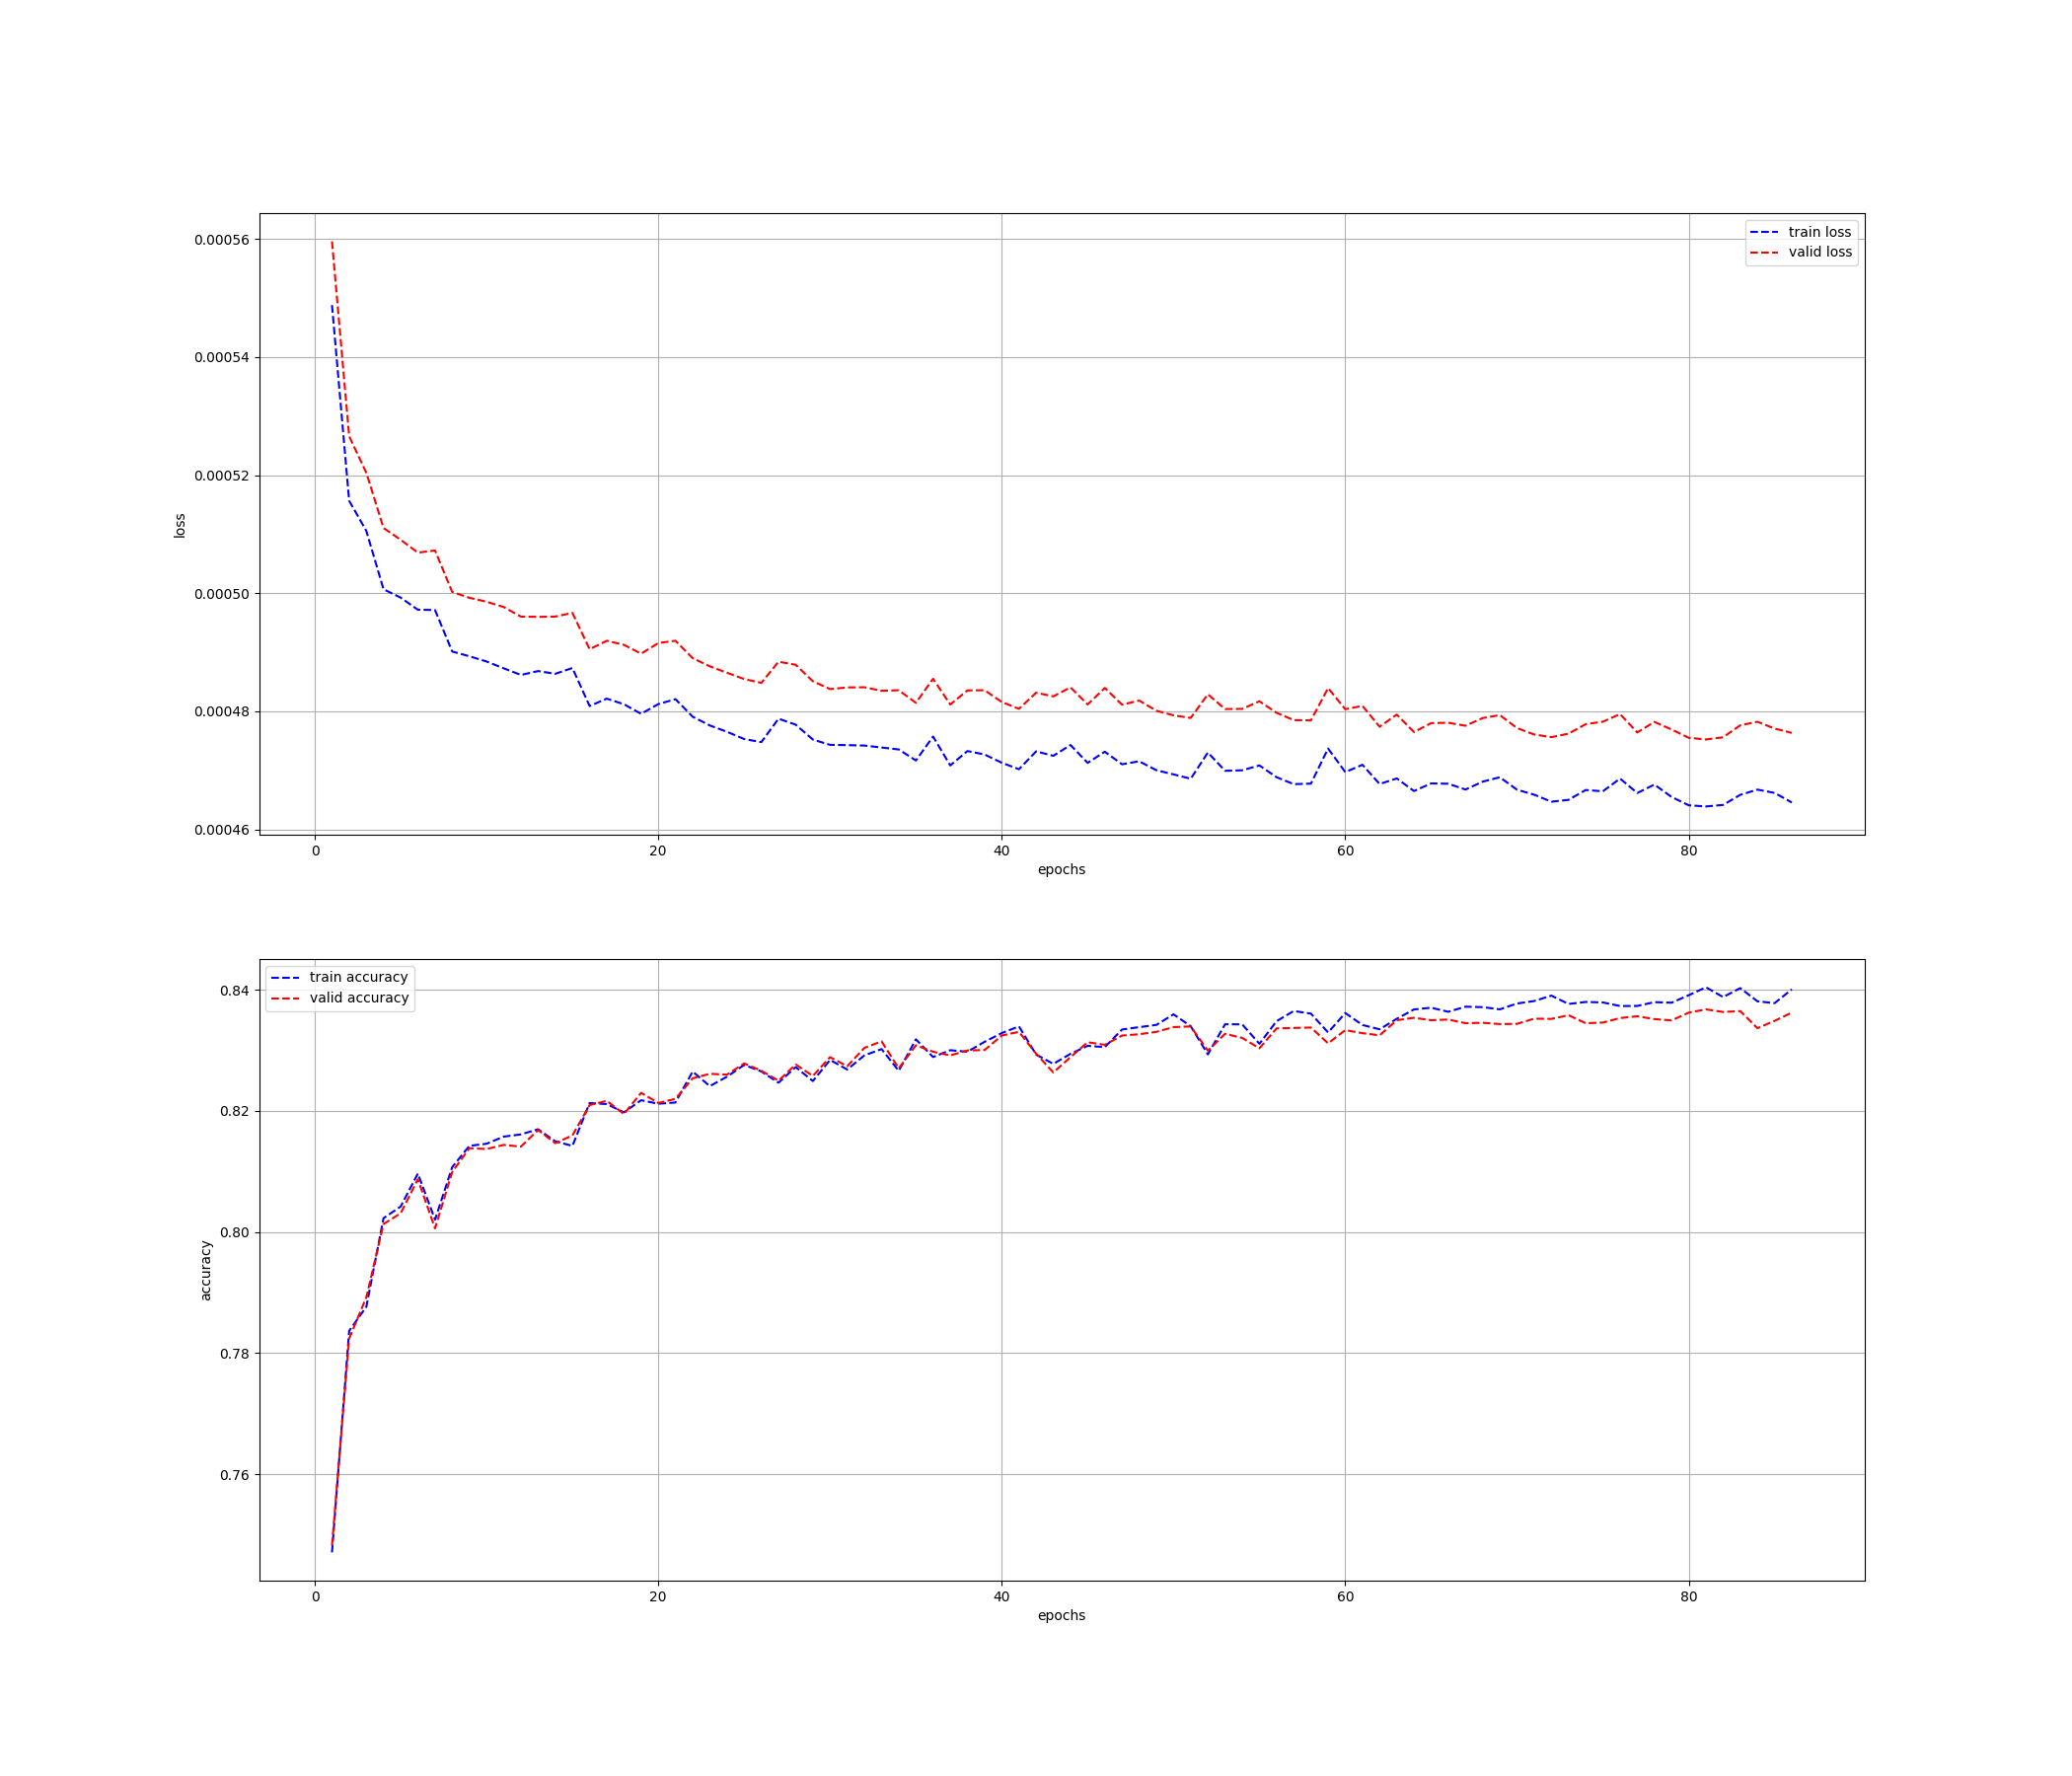 train loss
valid loss
0.00056
0.00054
0.00052
0.00050
0.00048
0.00046
loss
0 20 40 60 80
epochs
train accuracy
valid accuracy
0.84
0.82
0.80
0.78
0.76
accuracy
0 20 40 60 80
epochs